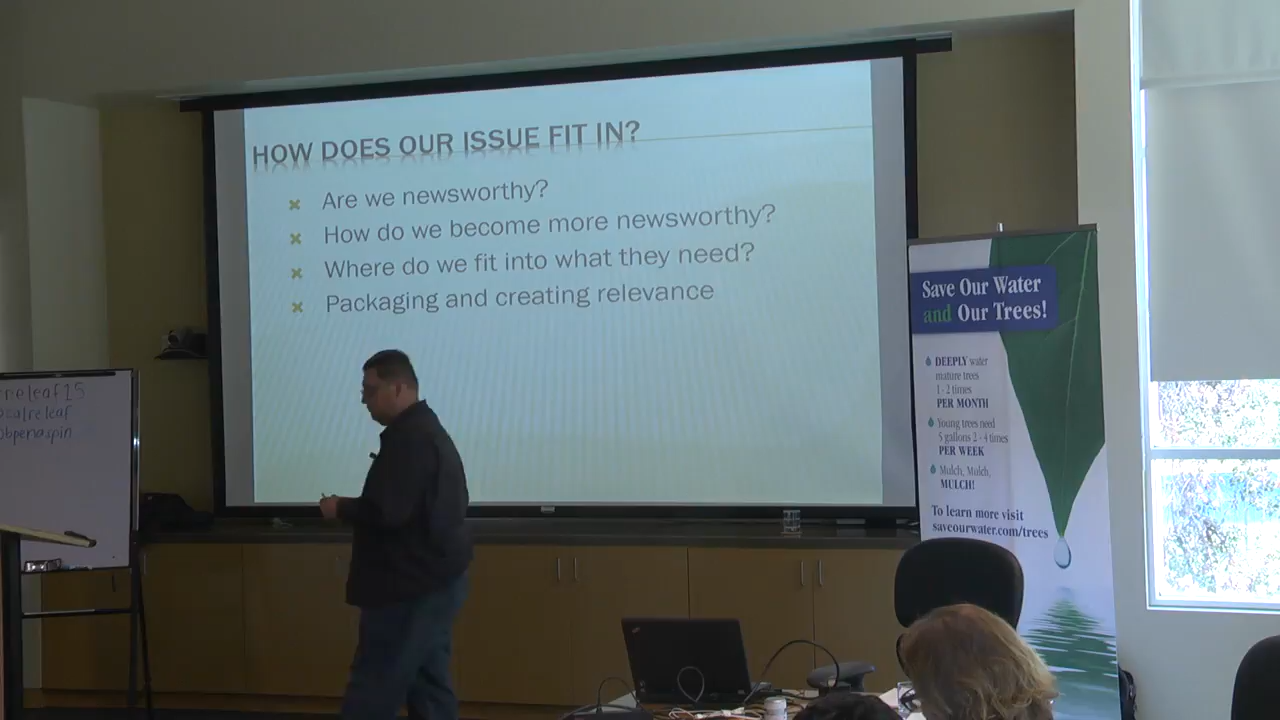 HOW DOES OUR ISSUE FIT IN?
Are we newsworthy?
How do we become more newsworthy?
Where do we fit into what they need?
Packaging and creating relevance
Save Our Water
and Our Trees!
DEEPLY water
mature trees
1 - 2 times
PER MONTH
Young trees need
5 gallons 2 - 4 times
PER WEEK
Mulch, Mulch,
MULCH!
To learn more visit
saveourwater.com/trees